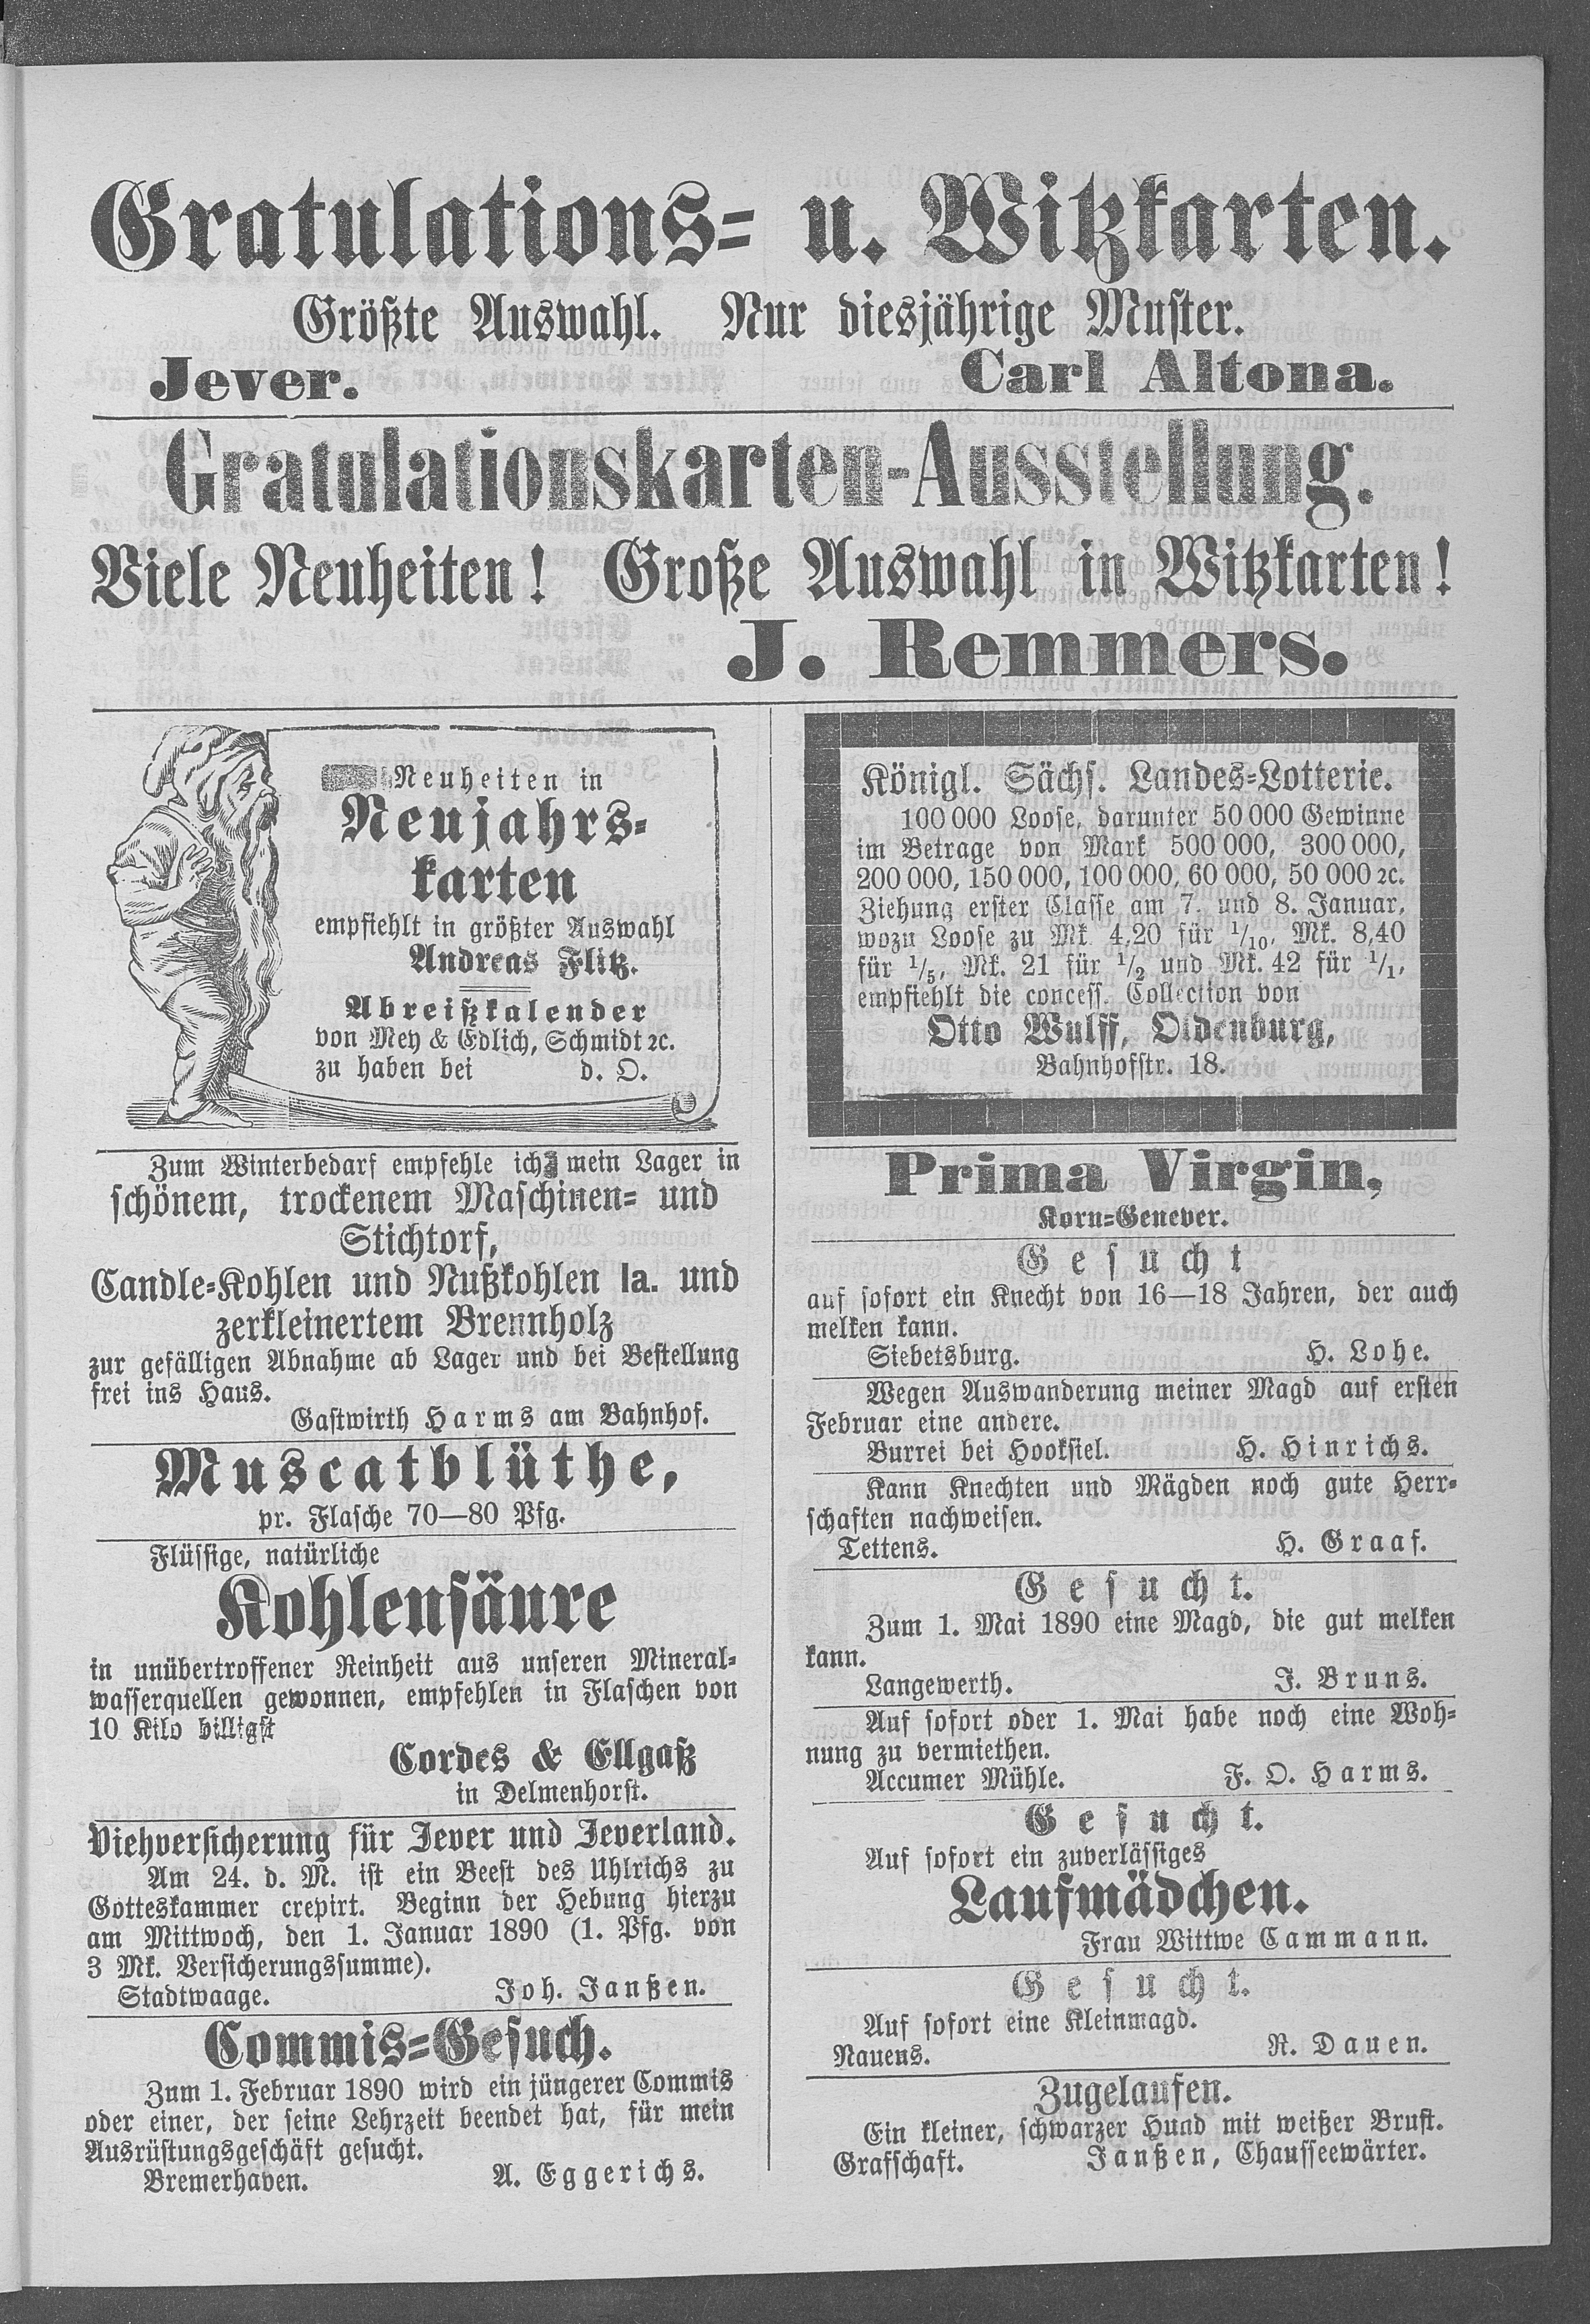 Gratulations- u. Witzkarten.
Größte Auswahl. Nur diesjährige Muster.
Jever. Carl Altona.
Gratulationskarten-Ausstellung.
Viele Neuheiten! Große Auswahl in Witzkarten!
J. Remmers.
Neuheiten in
Neujahrs-
karten
empfiehlt in größter Auswahl
Andreas Flitz.
Abreißkalender
von Mey & Edlich, Schmidt ꝛc.
zu haben bei d. O.
Zum Winterbedarf empfehle ich mein Lager in
schönem, trockenem Maschinen- und
Stichtorf,
Candle-Kohlen und Nußkohlen Ia. und
zerkleinertem Brennholz
zur gefälligen Abnahme ab Lager und bei Bestellung
frei ins Haus.
Gastwirth Harms am Bahnhof.
Muscatblüthe,
pr. Flasche 70—80 Pfg.
Flüssige, natürliche
Kohlensäure
in unübertroffener Reinheit aus unseren Mineral-
wasserquellen gewonnen, empfehlen in Flaschen von
10 Kilo billigst
Cordes & Ellgaß
in Delmenhorst.
Viehversicherung für Jever und Jeverland.
Am 24. d. M. ist ein Beest des Uhlrichs zu
Gotteskammer crepirt. Beginn der Hebung hierzu
am Mittwoch, den 1. Januar 1890 (1. Pfg. von
3 Mk. Versicherungssumme).
Stadtwaage. Joh. Janßen.
Commis-Gesuch.
Zum 1. Februar 1890 wird ein jüngerer Commis
oder einer, der seine Lehrzeit beendet hat, für mein
Ausrüstungsgeschäft gesucht.
Bremerhaven. A. Eggerichs.
Königl. Sächs. Landes-Lotterie.
100 000 Loose, darunter 50 000 Gewinne
im Betrage von Mark 500 000, 300 000,
200 000, 150 000, 100 000, 60 000, 50 000 ꝛc.
Ziehung erster Classe am 7. und 8. Januar,
wozu Loose zu Mk. 4,20 für 1/10, Mk. 8,40
für 1/5, Mk. 21 für 1/2 und Mk. 42 für 1/1,
empfiehlt die concess. Collection von
Otto Wulff, Oldenburg,
Bahnhofstr. 18.
Prima Virgin,
Korn-Genever.
Gesucht
auf sofort ein Knecht von 16—18 Jahren, der auch
melken kann.
Siebetsburg. H. Lohe.
Wegen Auswanderung meiner Magd auf ersten
Februar eine andere.
Burrei bei Hooksiel. H. Hinrichs.
Kann Knechten und Mägden noch gute Herr-
schaften nachweisen.
Tettens. H. Graaf.
Gesucht.
Zum 1. Mai 1890 eine Magd, die gut melken
kann.
Langewerth. J. Bruns.
Auf sofort oder 1. Mai habe noch eine Woh-
nung zu vermiethen.
Accumer Mühle. F. O. Harms.
Gesucht.
Auf sofort ein zuverlässiges
Laufmädchen.
Frau Wittwe Cammann.
Gesucht.
Auf sofort eine Kleinmagd.
Nauens. R. Dauen.
Zugelaufen.
Ein kleiner, schwarzer Hund mit weißer Brust.
Grafschaft. Janßen, Chausseewärter.